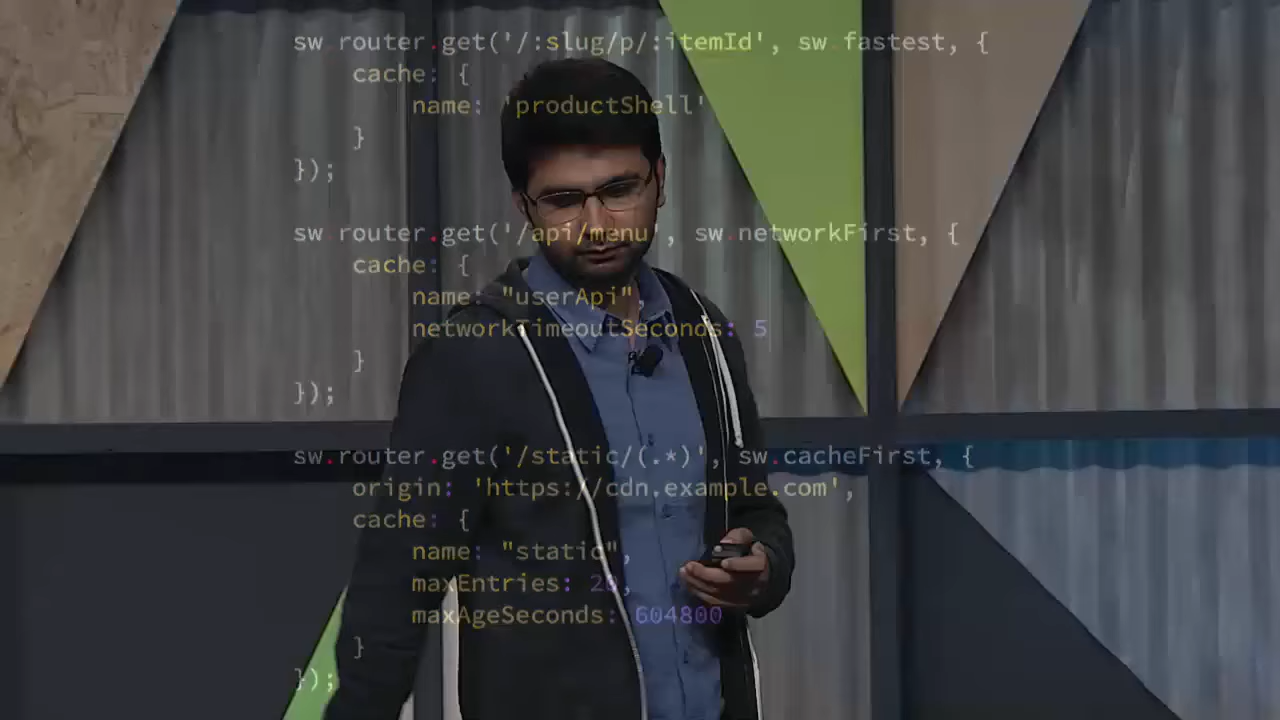 sw.router.get('/:slug/p/:itemId', sw.fastest, {
cache: {
name: 'productShell'
}
});
sw.router.get('/api/menu', sw.networkFirst, {
cache: {
name: "userApi",
networkTimeoutSeconds: 5
}
});
sw.router.get('/static/(.*)', sw.cacheFirst, {
origin: 'https://cdn.example.com',
cache: {
name: "static",
maxEntries: 20,
maxAgeSeconds: 604800
}
});